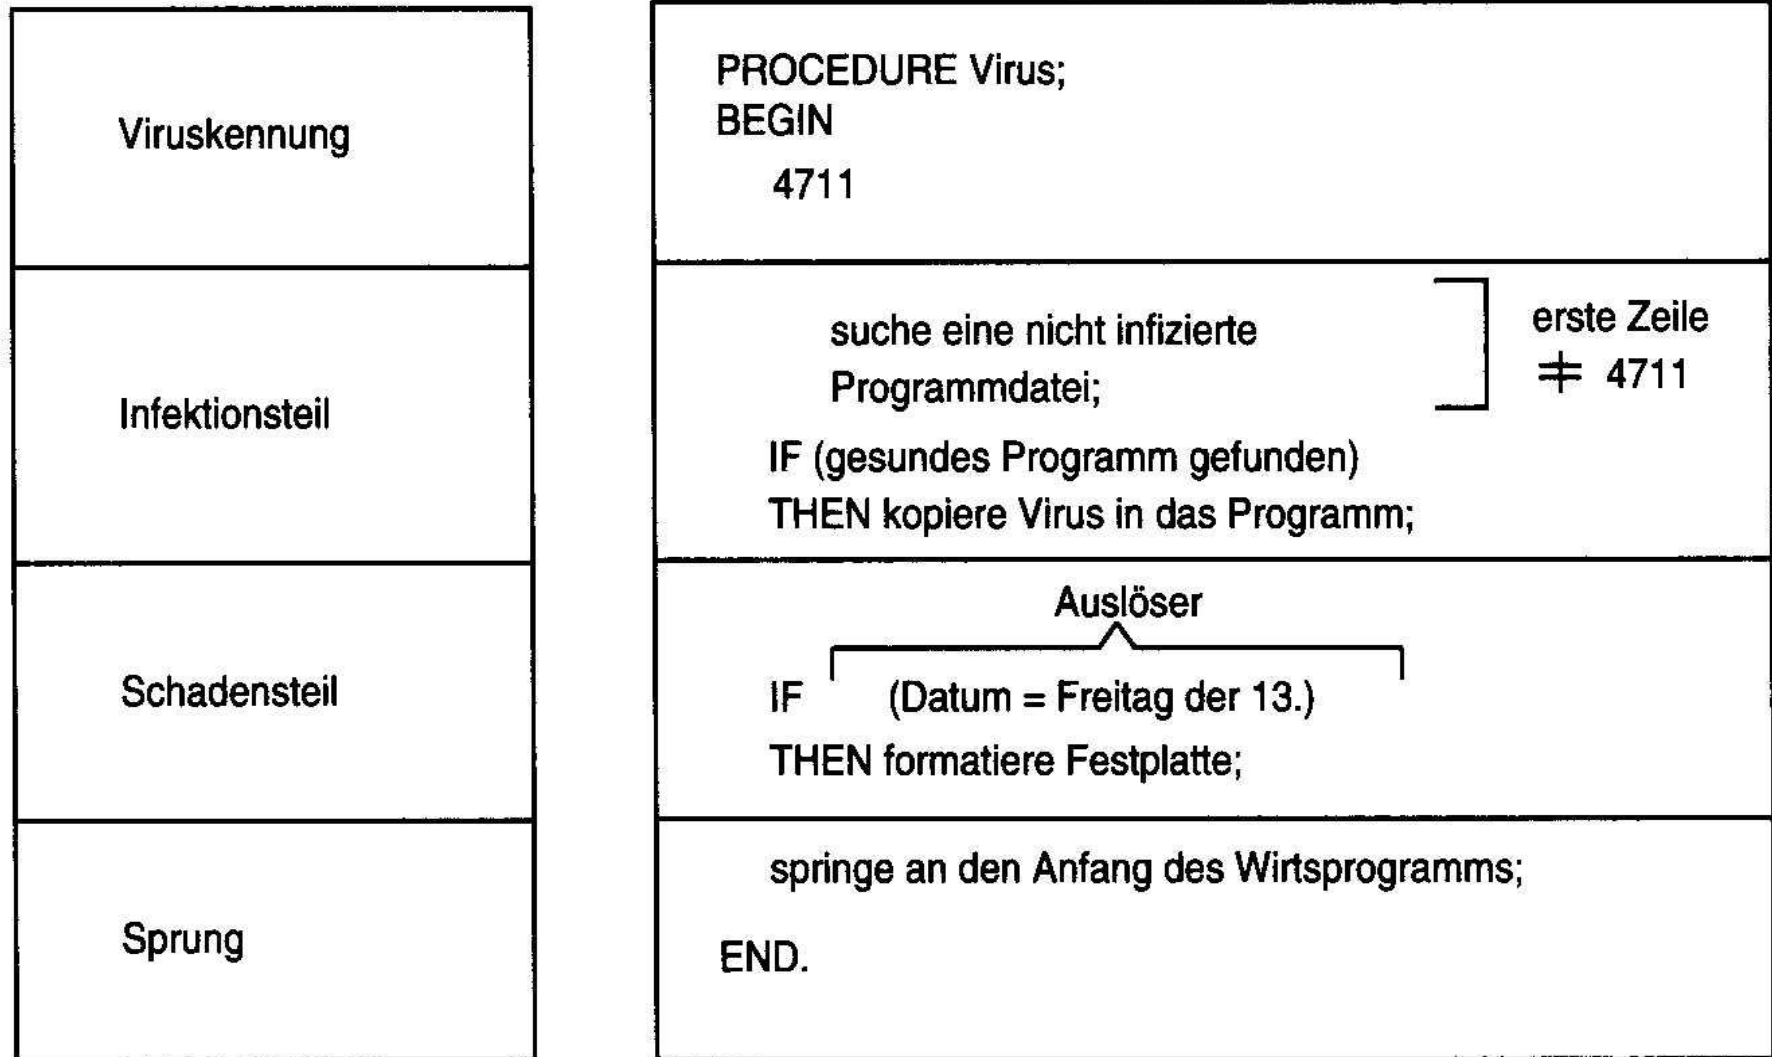 Viruskennung
PROCEDURE Virus;
BEGIN
4711
Infektionsteil
suche eine nicht infizierte
Programmdatei;
erste Zeile
≠ 4711
IF (gesundes Programm gefunden)
THEN kopiere Virus in das Programm;
Schadensteil
Auslöser
IF (Datum = Freitag der 13.)
THEN formatiere Festplatte;
Sprung
springe an den Anfang des Wirtsprogramms;
END.